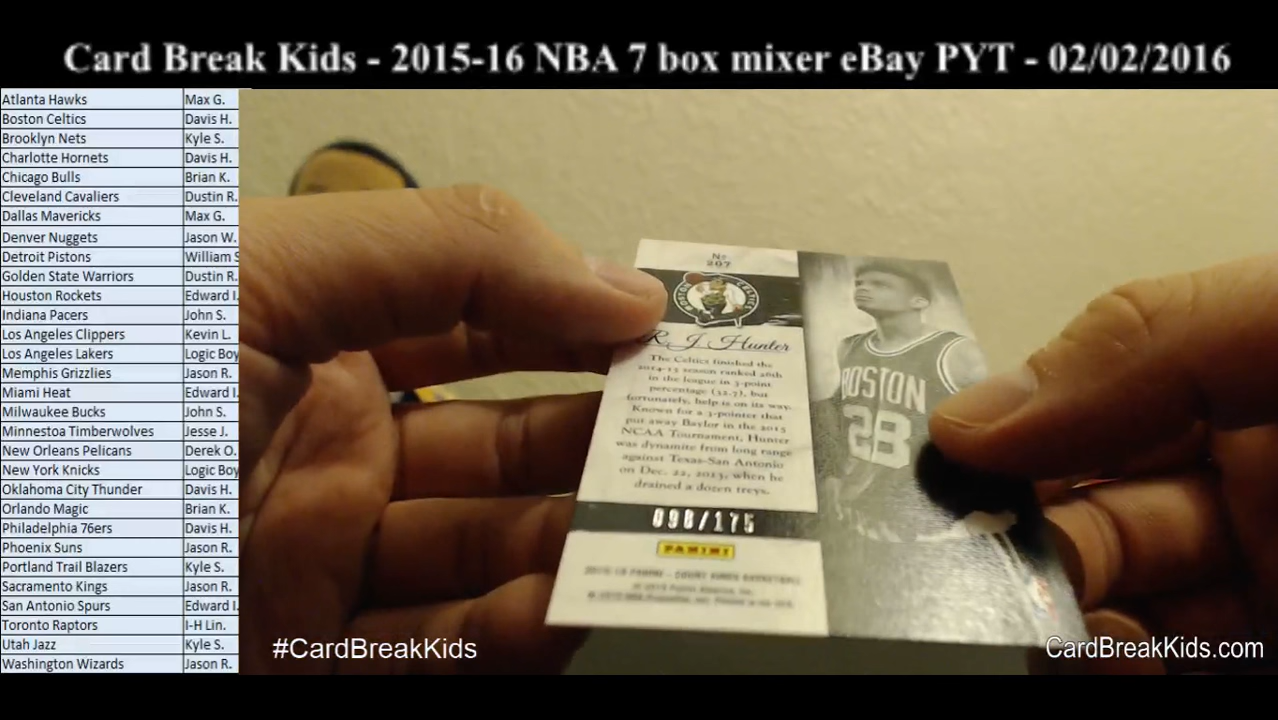 Card Break Kids - 2015-16 NBA 7 box mixer eBay PYT - 02/02/2016
Atlanta Hawks Max G.
Boston Celtics Davis H.
Brooklyn Nets Kyle S.
Charlotte Hornets Davis H.
Chicago Bulls Brian K.
Cleveland Cavaliers Dustin R.
Dallas Mavericks Max G.
Denver Nuggets Jason W.
Detroit Pistons William S
Golden State Warriors Dustin R.
Houston Rockets Edward I.
Indiana Pacers John S.
Los Angeles Clippers Kevin L.
Los Angeles Lakers Logic Boy
Memphis Grizzlies Jason R.
Miami Heat Edward I.
Milwaukee Bucks John S.
Minnestoa Timberwolves Jesse J.
New Orleans Pelicans Derek O.
New York Knicks Logic Boy
Oklahoma City Thunder Davis H.
Orlando Magic Brian K.
Philadelphia 76ers Davis H.
Phoenix Suns Jason R.
Portland Trail Blazers Kyle S.
Sacramento Kings Jason R.
San Antonio Spurs Edward I.
Toronto Raptors I-H Lin.
Utah Jazz Kyle S.
Washington Wizards Jason R.
No.
207
BOSTON CELTICS
R. J. Hunter
The Celtics finished the
2014-15 season ranked 26th
in the league in 3-point
percentage (32.7), but
fortunately, help is on its way.
Known for a 3-pointer that
put away Baylor in the 2015
NCAA Tournament, Hunter
was dynamite from long range
against Texas-San Antonio
on Dec. 22, 2013, when he
drained a dozen treys.
098/175
PANINI
2015-16 PANINI - COURT KINGS BASKETBALL
BOSTON
28
#CardBreakKids
CardBreakKids.com